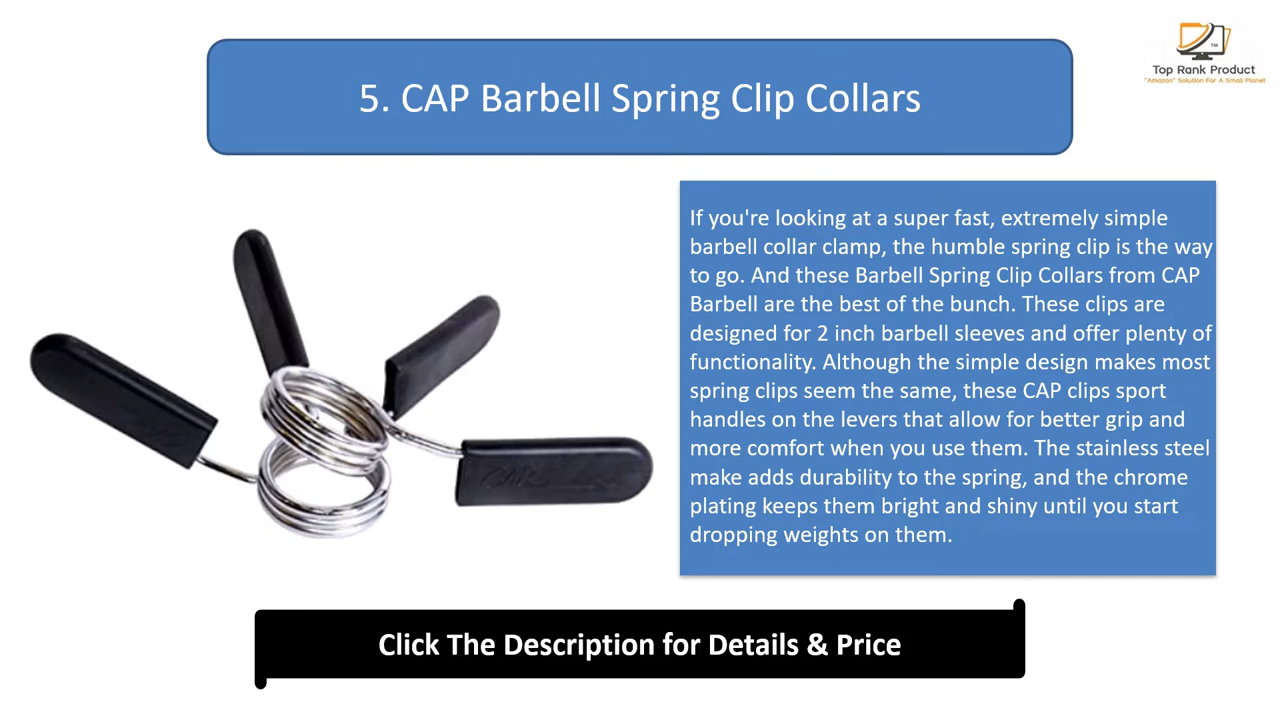 5. CAP Barbell Spring Clip Collars
TM
Top Rank Product
"Amazon" Solution For A Small Planet
If you're looking at a super fast, extremely simple
barbell collar clamp, the humble spring clip is the way
to go. And these Barbell Spring Clip Collars from CAP
Barbell are the best of the bunch. These clips are
designed for 2 inch barbell sleeves and offer plenty of
functionality. Although the simple design makes most
spring clips seem the same, these CAP clips sport
handles on the levers that allow for better grip and
more comfort when you use them. The stainless steel
make adds durability to the spring, and the chrome
plating keeps them bright and shiny until you start
dropping weights on them.
CAP
Click The Description for Details & Price